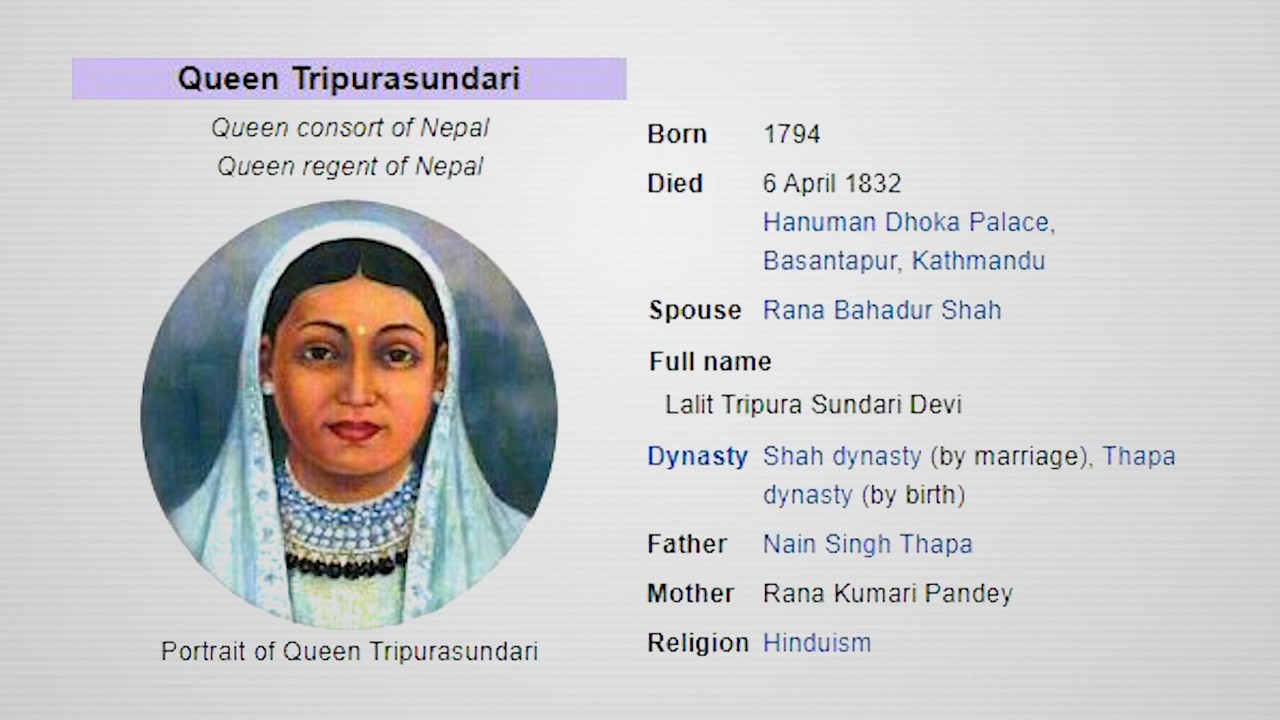 Queen Tripurasundari
Queen consort of Nepal
Queen regent of Nepal
Portrait of Queen Tripurasundari
Born 1794
Died 6 April 1832
Hanuman Dhoka Palace,
Basantapur, Kathmandu
Spouse Rana Bahadur Shah
Full name
Lalit Tripura Sundari Devi
Dynasty Shah dynasty (by marriage), Thapa
dynasty (by birth)
Father Nain Singh Thapa
Mother Rana Kumari Pandey
Religion Hinduism